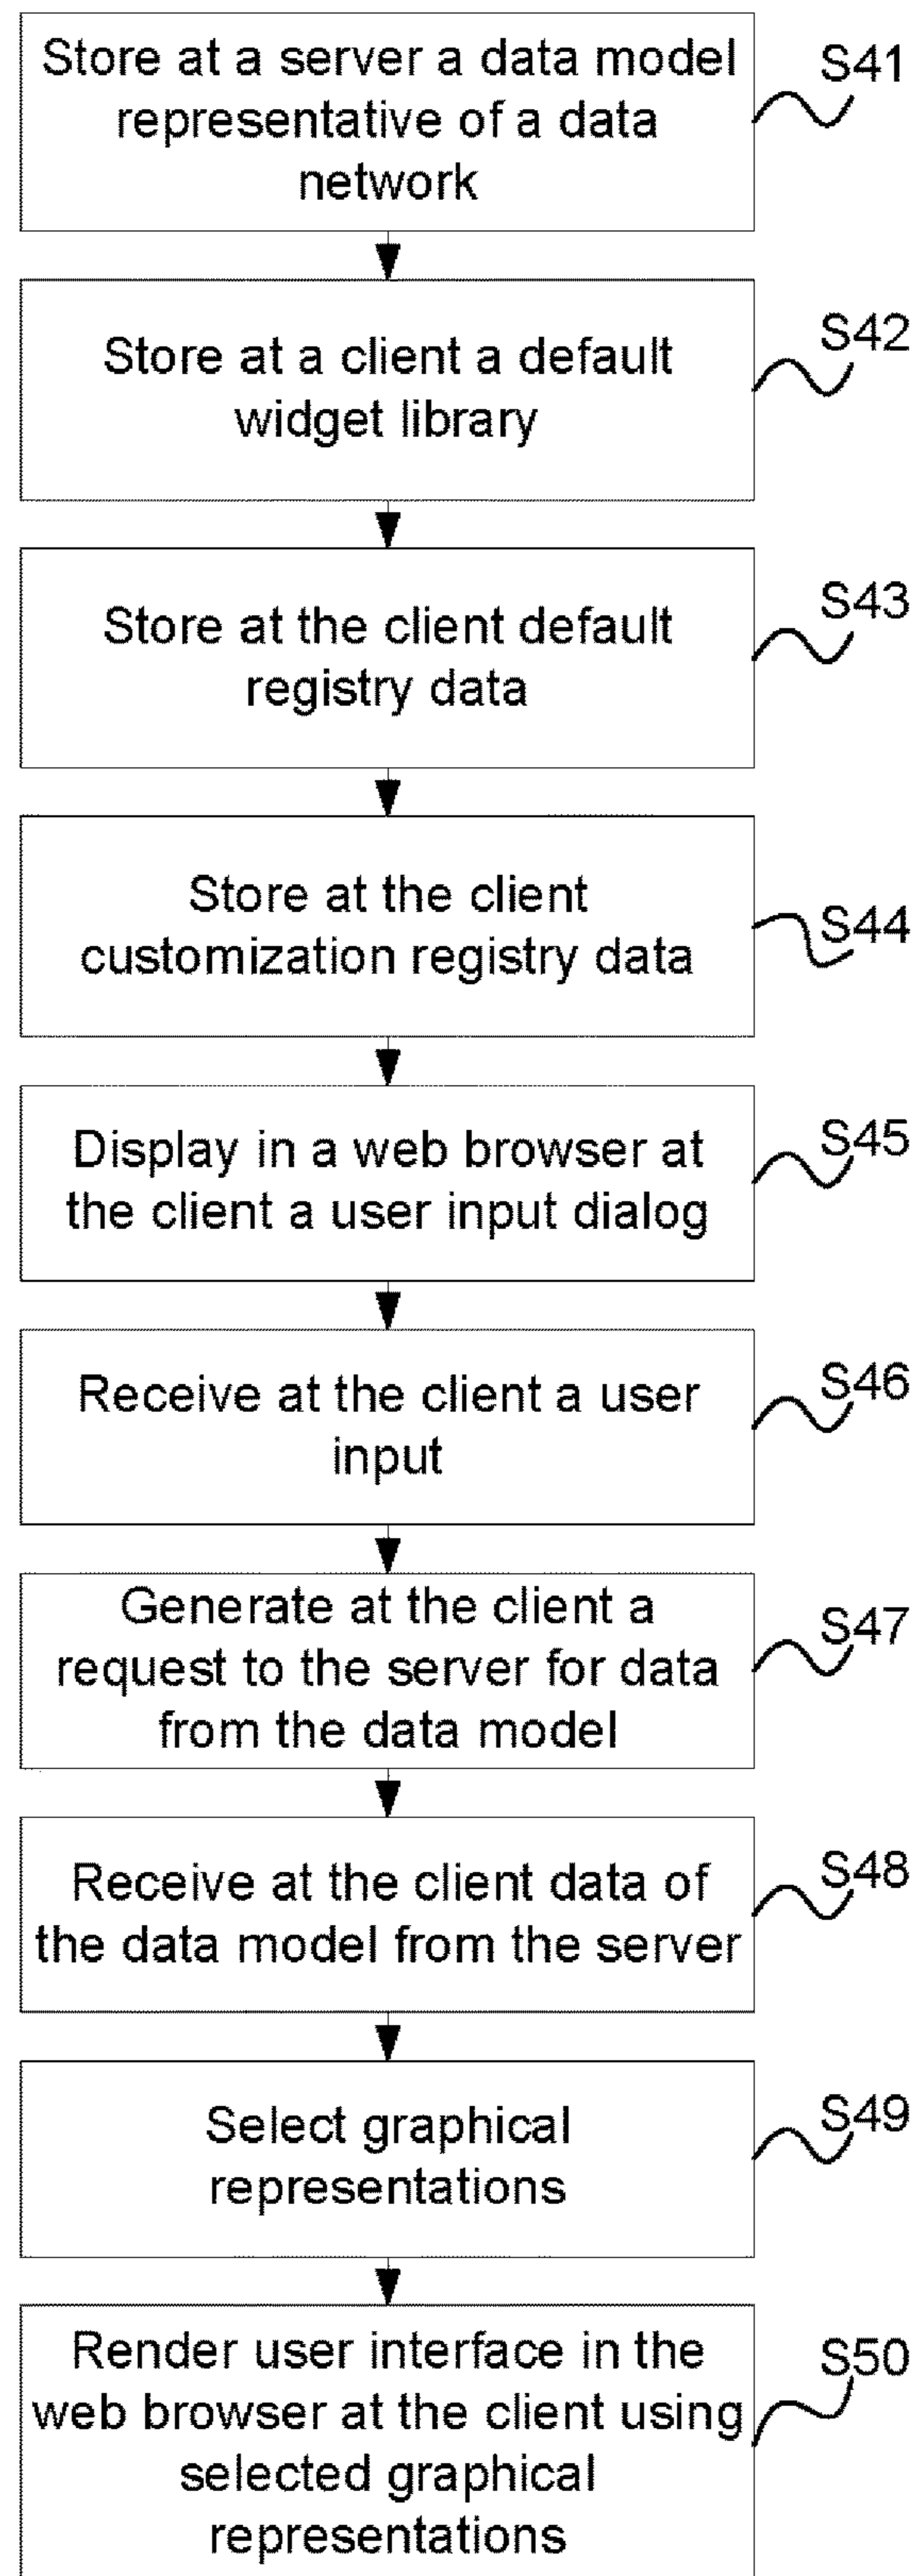 Store at a server a data model
representative of a data
network
S41
Store at a client a default
widget library
S42
Store at the client default
registry data
S43
Store at the client
customization registry data
S44
Display in a web browser at
the client a user input dialog
S45
Receive at the client a user
input
S46
Generate at the client a
request to the server for data
from the data model
S47
Receive at the client data of
the data model from the server
S48
Select graphical
representations
S49
Render user interface in the
web browser at the client using
selected graphical
representations
S50